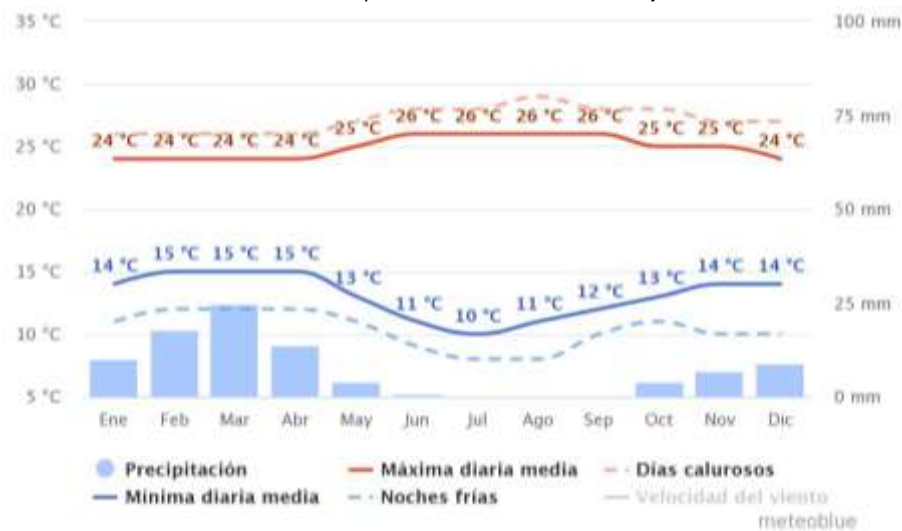 35 °C 100 mm
30 °C
26 °C 26 °C 26 °C 26 °C 75 mm
24 °C 24 °C 24 °C 24 °C 25 °C 25 °C 25 °C 24 °C
25 °C
20 °C 50 mm
15 °C 15 °C 15 °C
15 °C 14 °C 13 °C 13 °C 14 °C 14 °C
11 °C 10 °C 11 °C 12 °C 25 mm
10 °C
5 °C 0 mm
Ene Feb Mar Abr May Jun Jul Ago Sep Oct Nov Dic
Precipitación Máxima diaria media Días calurosos
Mínima diaria media Noches frías Velocidad del viento
meteoblue